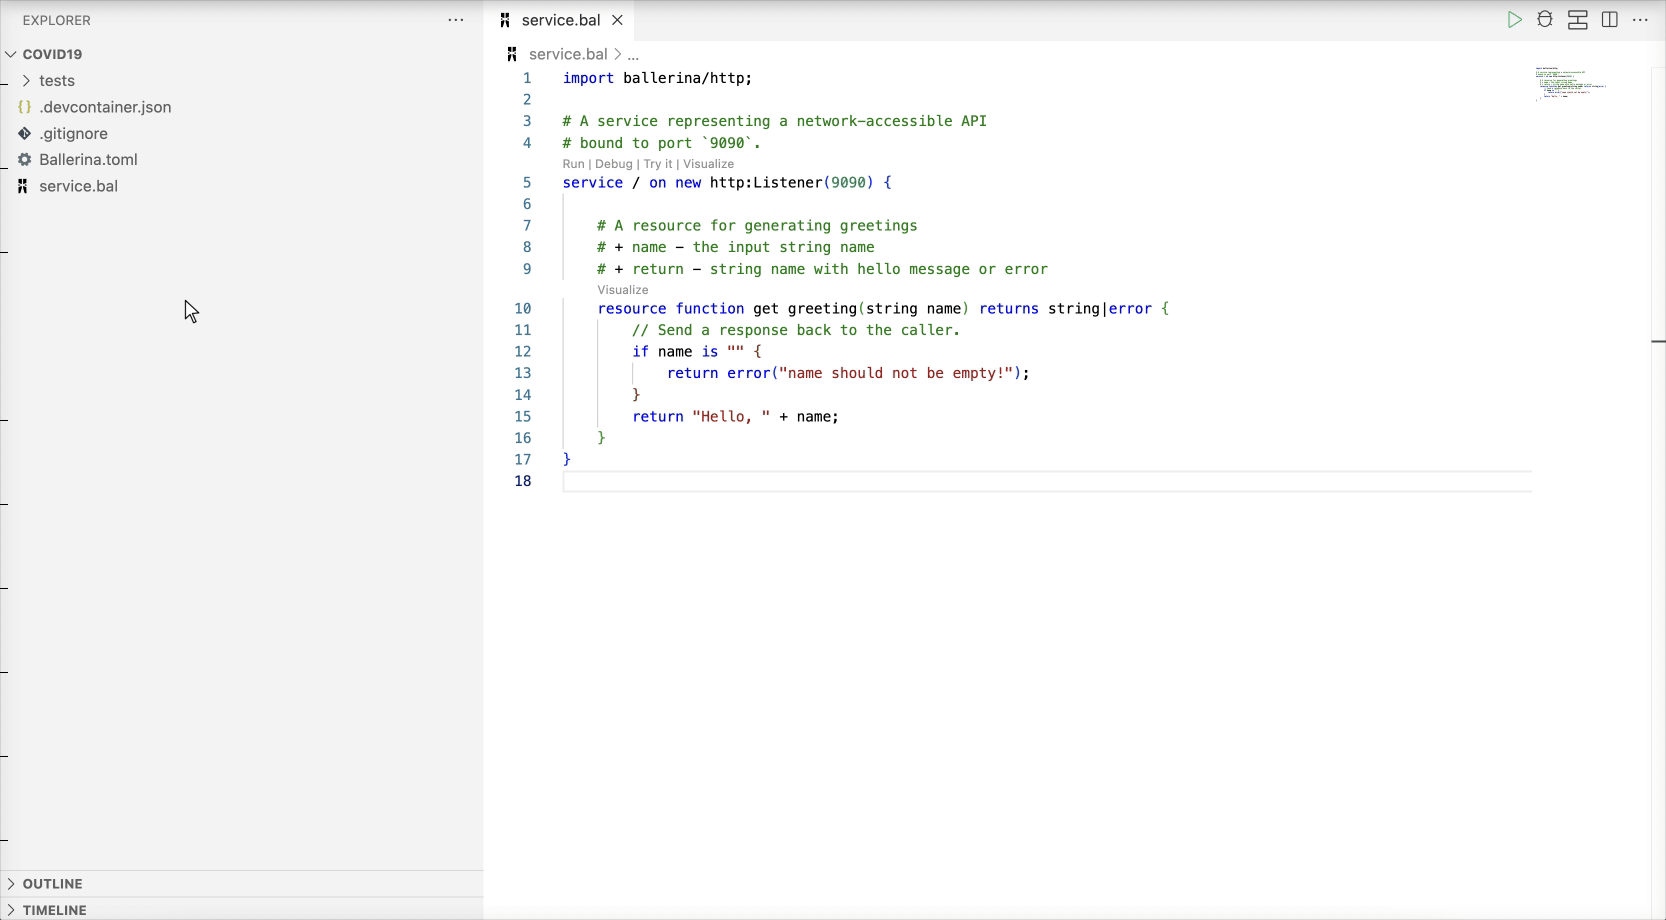 EXPLORER
COVID19
tests
.devcontainer.json
.gitignore
Ballerina.toml
service.bal
OUTLINE
TIMELINE
service.bal
service.bal > ...
1 import ballerina/http;
2
3 # A service representing a network-accessible API
4 # bound to port `9090`.
Run | Debug | Try it | Visualize
5 service / on new http:Listener(9090) {
6
7 # A resource for generating greetings
8 # + name - the input string name
9 # + return - string name with hello message or error
Visualize
10 resource function get greeting(string name) returns string|error {
11 // Send a response back to the caller.
12 if name is "" {
13 return error("name should not be empty!");
14 }
15 return "Hello, " + name;
16 }
17 }
18